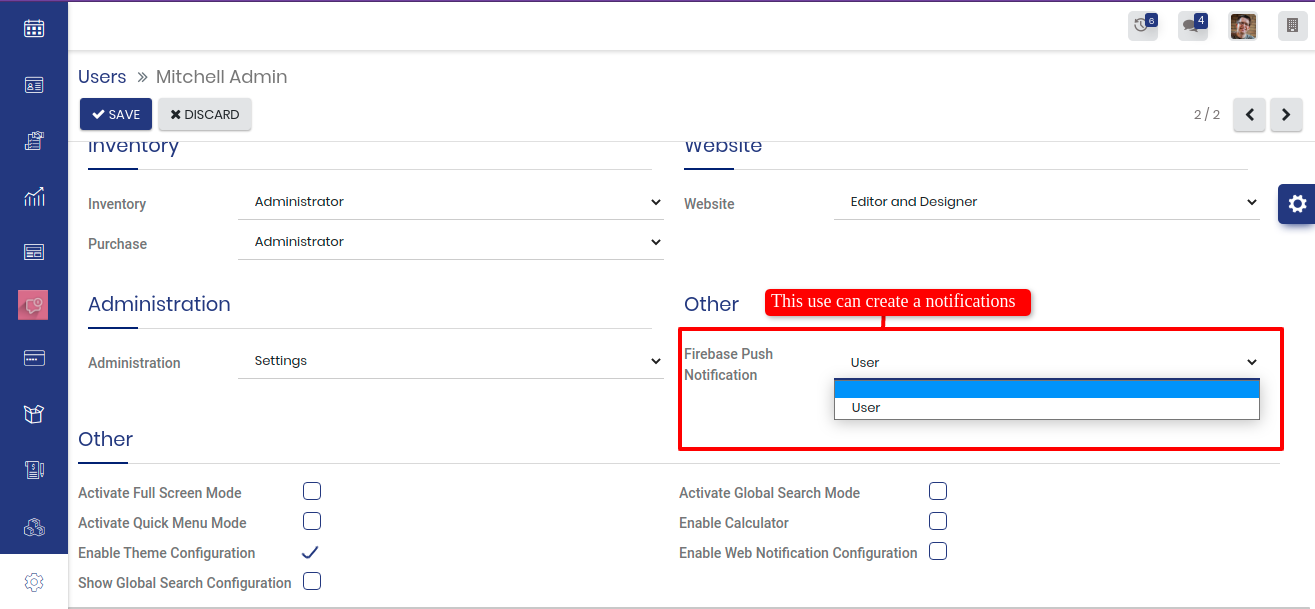 6
4
Users » Mitchell Admin
SAVE
DISCARD
2 / 2
Inventory
Website
Inventory
Administrator
Website
Editor and Designer
Purchase
Administrator
Administration
Other
This use can create a notifications
Administration
Settings
Firebase Push
Notification
User
User
Other
Activate Full Screen Mode
Activate Global Search Mode
Activate Quick Menu Mode
Enable Calculator
Enable Theme Configuration
Enable Web Notification Configuration
Show Global Search Configuration